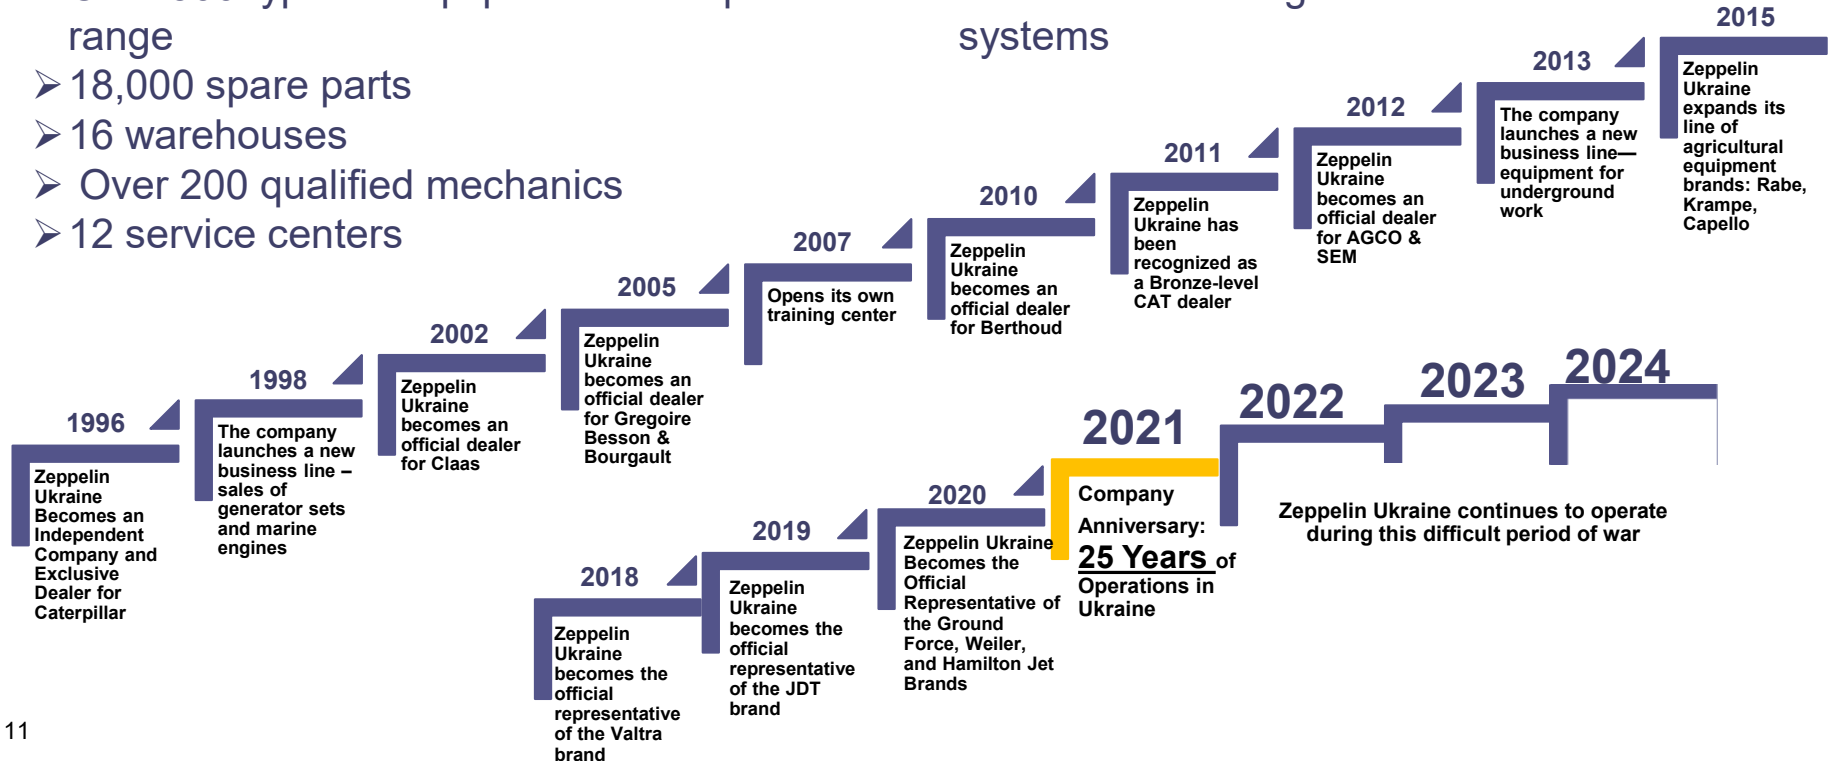 range
➢ 18,000 spare parts
➢ 16 warehouses
➢ Over 200 qualified mechanics
➢ 12 service centers
systems
1996
Zeppelin
Ukraine
Becomes an
Independent
Company and
Exclusive
Dealer for
Caterpillar
1998
The company
launches a new
business line –
sales of
generator sets
and marine
engines
2002
Zeppelin
Ukraine
becomes an
official dealer
for Claas
2005
Zeppelin
Ukraine
becomes an
official dealer
for Gregoire
Besson &
Bourgault
2007
Opens its own
training center
2010
Zeppelin
Ukraine
becomes an
official dealer
for Berthoud
2011
Zeppelin
Ukraine has
been
recognized as
a Bronze-level
CAT dealer
2012
Zeppelin
Ukraine
becomes an
official dealer
for AGCO &
SEM
2013
The company
launches a new
business line—
equipment for
underground
work
2015
Zeppelin
Ukraine
expands its
line of
agricultural
equipment
brands: Rabe,
Krampe,
Capello
2018
Zeppelin
Ukraine
becomes the
official
representative
of the Valtra
brand
2019
Zeppelin
Ukraine
becomes the
official
representative
of the JDT
brand
2020
Zeppelin Ukraine
Becomes the
Official
Representative of
the Ground
Force, Weiler,
and Hamilton Jet
Brands
2021
Company
Anniversary:
25 Years of
Operations in
Ukraine
2022
2023
2024
Zeppelin Ukraine continues to operate
during this difficult period of war
11